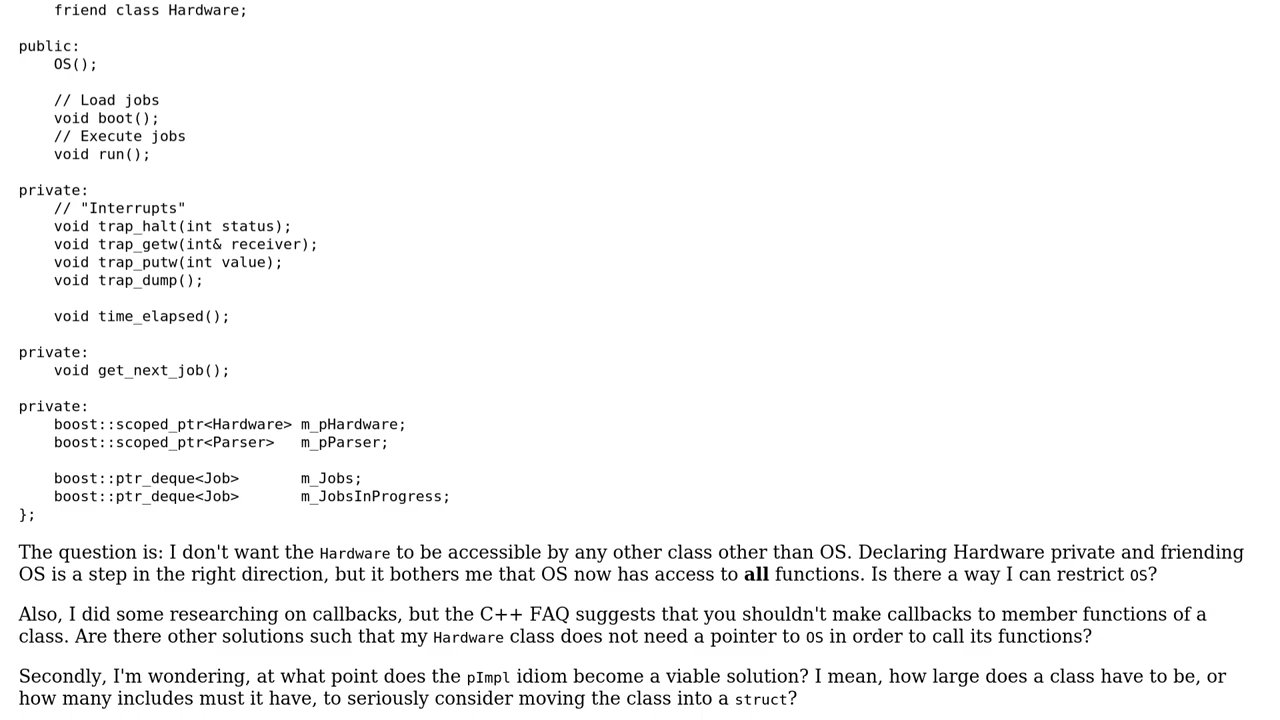 friend class Hardware;
public:
OS();
// Load jobs
void boot();
// Execute jobs
void run();
private:
// "Interrupts"
void trap_halt(int status);
void trap_getw(int& receiver);
void trap_putw(int value);
void trap_dump();
void time_elapsed();
private:
void get_next_job();
private:
boost::scoped_ptr<Hardware> m_pHardware;
boost::scoped_ptr<Parser>   m_pParser;
boost::ptr_deque<Job>       m_Jobs;
boost::ptr_deque<Job>       m_JobsInProgress;
};
The question is: I don't want the Hardware to be accessible by any other class other than OS. Declaring Hardware private and friending
OS is a step in the right direction, but it bothers me that OS now has access to all functions. Is there a way I can restrict OS?
Also, I did some researching on callbacks, but the C++ FAQ suggests that you shouldn't make callbacks to member functions of a
class. Are there other solutions such that my Hardware class does not need a pointer to OS in order to call its functions?
Secondly, I'm wondering, at what point does the pImpl idiom become a viable solution? I mean, how large does a class have to be, or
how many includes must it have, to seriously consider moving the class into a struct?